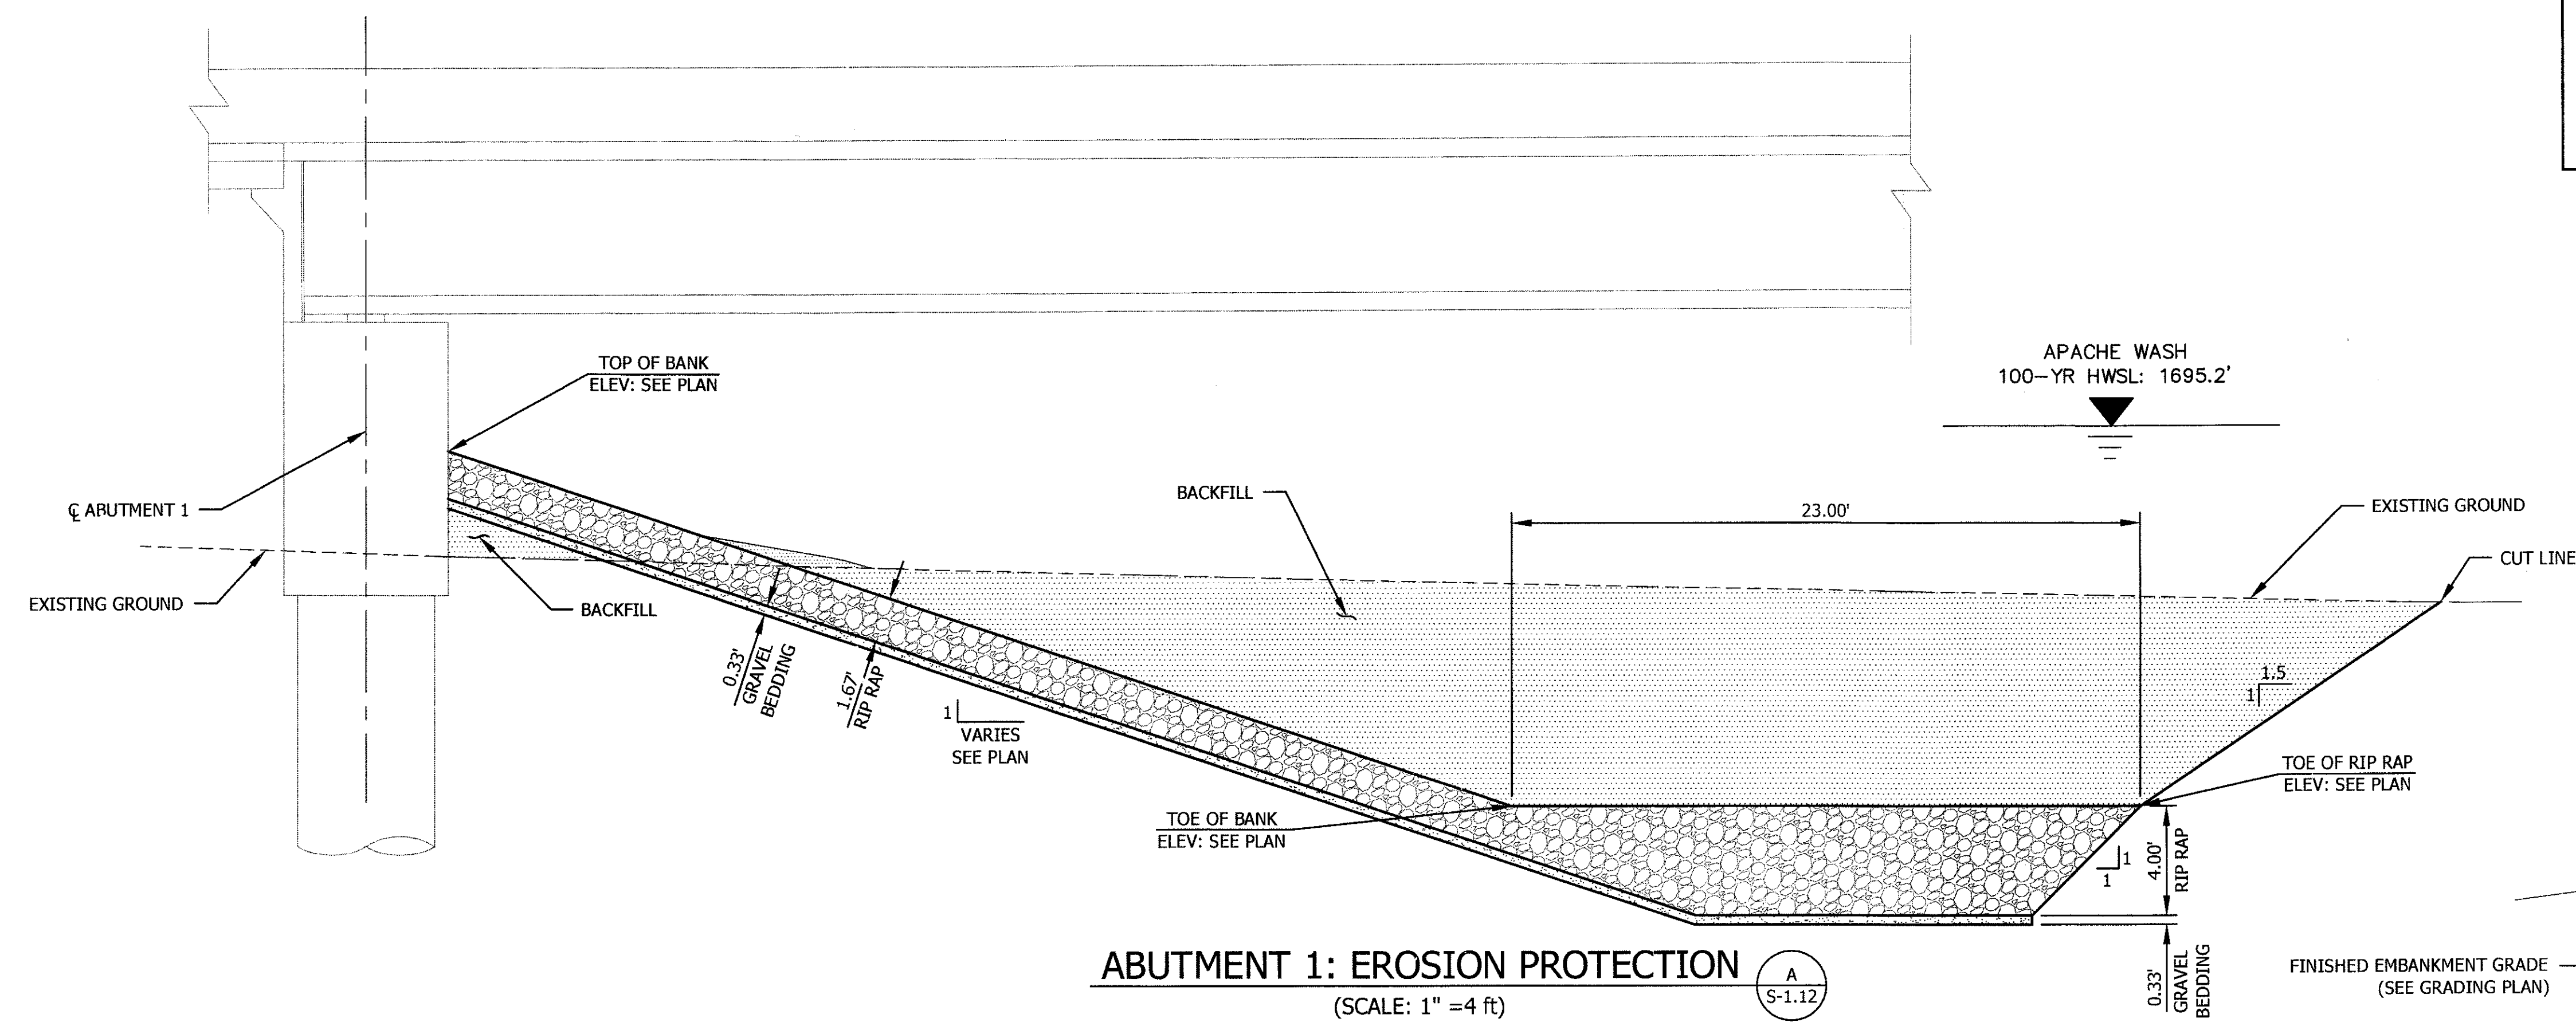 APACHE WASH
100-YR HWSL: 1695.2'
TOP OF BANK
ELEV: SEE PLAN
℄ ABUTMENT 1
EXISTING GROUND
BACKFILL
BACKFILL
23.00'
EXISTING GROUND
CUT LINE
0.33'
GRAVEL
BEDDING
1.67'
RIP RAP
1
VARIES
SEE PLAN
1.5
1
TOE OF BANK
ELEV: SEE PLAN
TOE OF RIP RAP
ELEV: SEE PLAN
1
1
4.00'
RIP RAP
0.33'
GRAVEL
BEDDING
ABUTMENT 1: EROSION PROTECTION
(SCALE: 1" =4 ft)
A
S-1.12
FINISHED EMBANKMENT GRADE
(SEE GRADING PLAN)